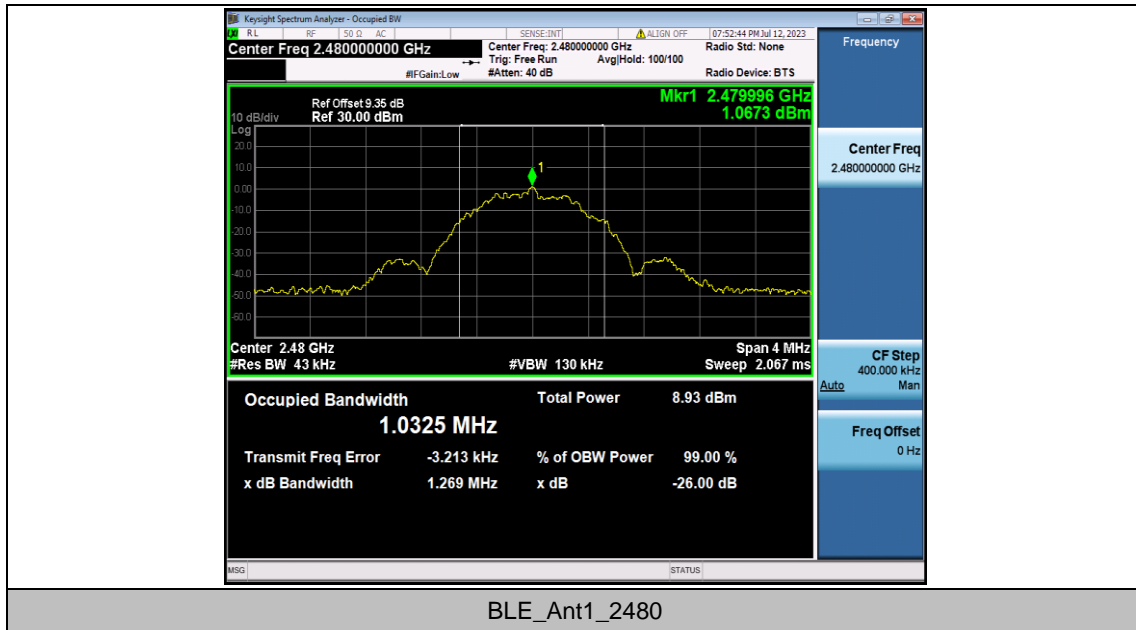 Keysight Spectrum Analyzer - Occupied BW
RL RF 50 Ω AC SENSE:INT ALIGN OFF 07:52:44 PM Jul 12, 2023
Center Freq 2.480000000 GHz
Center Freq: 2.480000000 GHz Radio Std: None
Trig: Free Run Avg|Hold: 100/100
#IFGain:Low #Atten: 40 dB Radio Device: BTS
Frequency
Mkr1 2.479996 GHz
1.0673 dBm
Ref Offset 9.35 dB
10 dB/div Ref 30.00 dBm
Log
20.0
10.0
0.00
-10.0
-20.0
-30.0
-40.0
-50.0
-60.0
1
Center Freq
2.480000000 GHz
Center 2.48 GHz Span 4 MHz
#Res BW 43 kHz #VBW 130 kHz Sweep 2.067 ms
CF Step
400.000 kHz
Auto Man
Occupied Bandwidth Total Power 8.93 dBm
1.0325 MHz
Transmit Freq Error -3.213 kHz % of OBW Power 99.00 %
x dB Bandwidth 1.269 MHz x dB -26.00 dB
Freq Offset
0 Hz
MSG STATUS
BLE_Ant1_2480